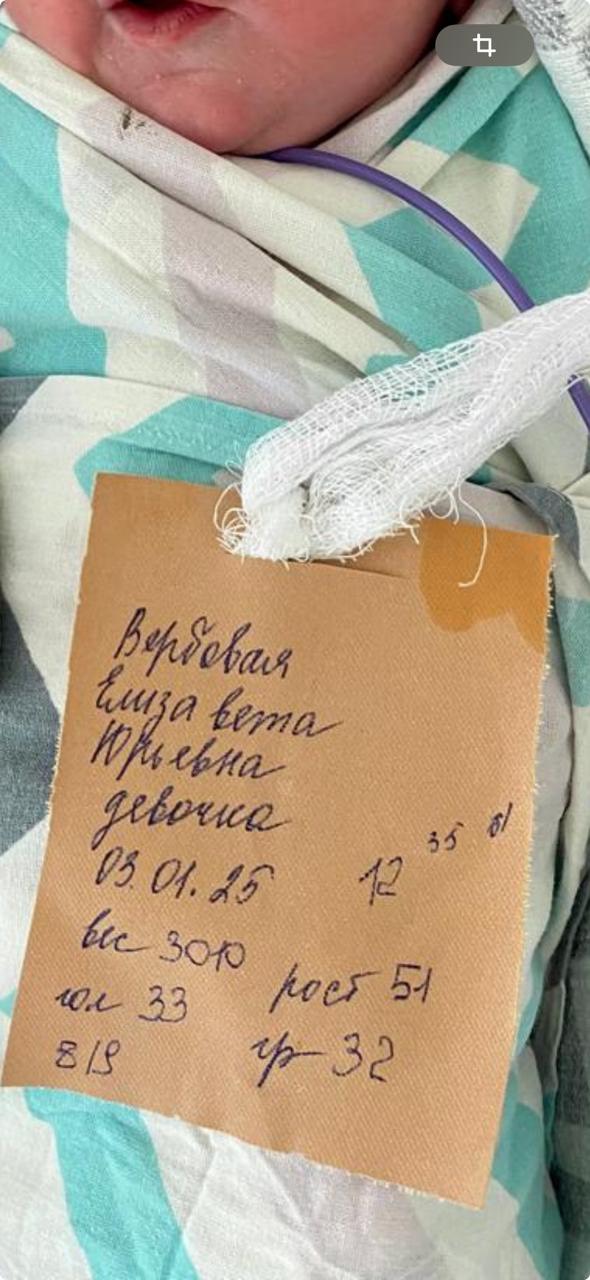 Вербовая
Елизавета
Юрьевна
девочка
03.01.25 12 35
вес 3010 рост 51
гол 33
8/9 гр 32